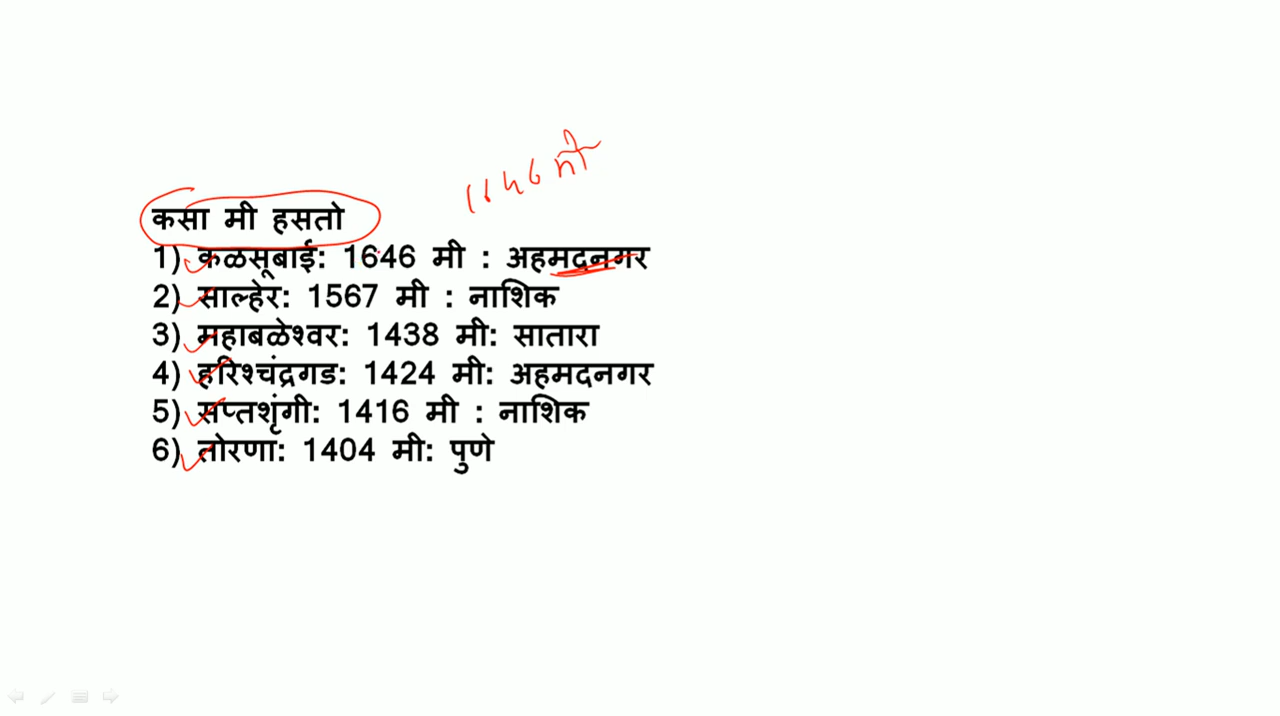 1646 मी
कसा मी हसतो
1) कळसूबाई: 1646 मी : अहमदनगर
2) साल्हेर: 1567 मी : नाशिक
3) महाबळेश्वर: 1438 मी: सातारा
4) हरिश्चंद्रगड: 1424 मी: अहमदनगर
5) सप्तशृंगी: 1416 मी : नाशिक
6) तोरणा: 1404 मी: पुणे